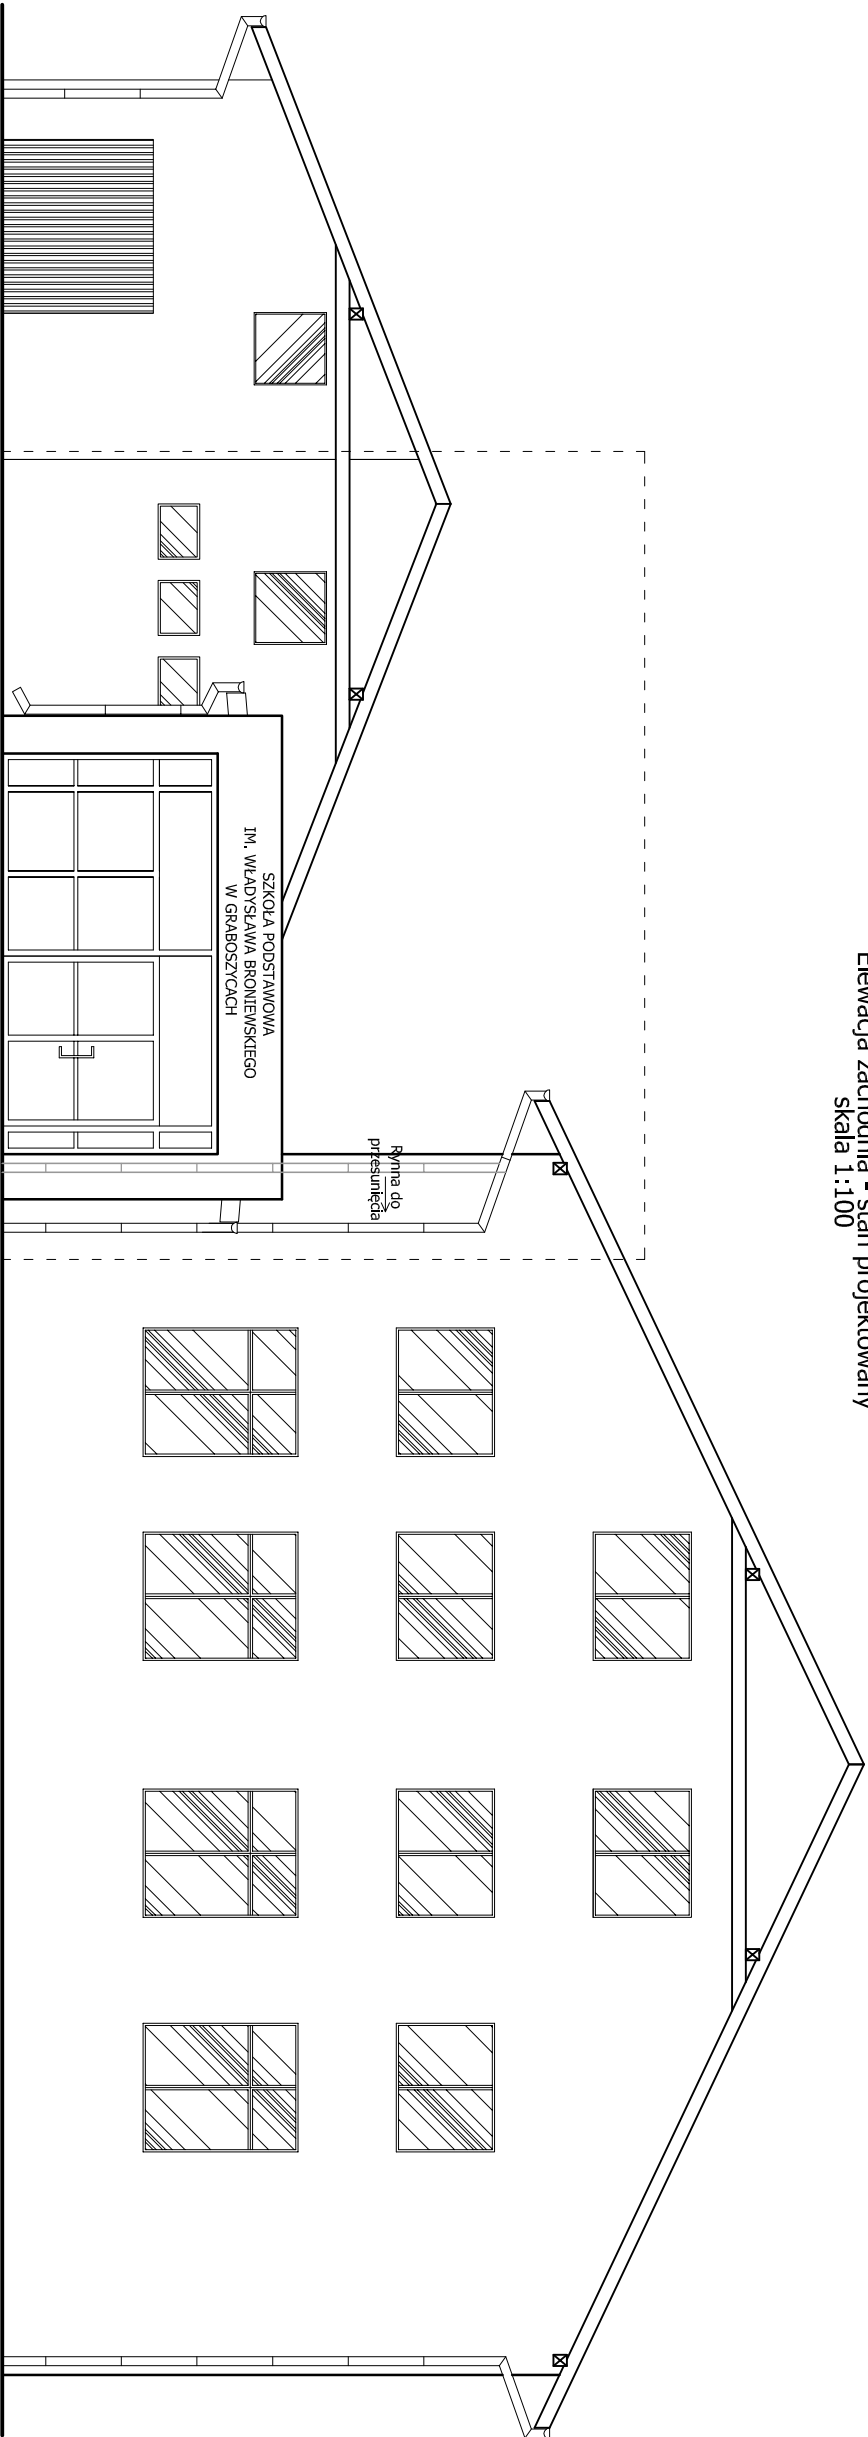 Elewacja zachodnia - stan projektowany
skala 1:100
SZKOŁA PODSTAWOWA
IM. WŁADYSŁAWA BRONIEWSKIEGO
W GRABOSZYCACH
Rynna do
przesunięcia